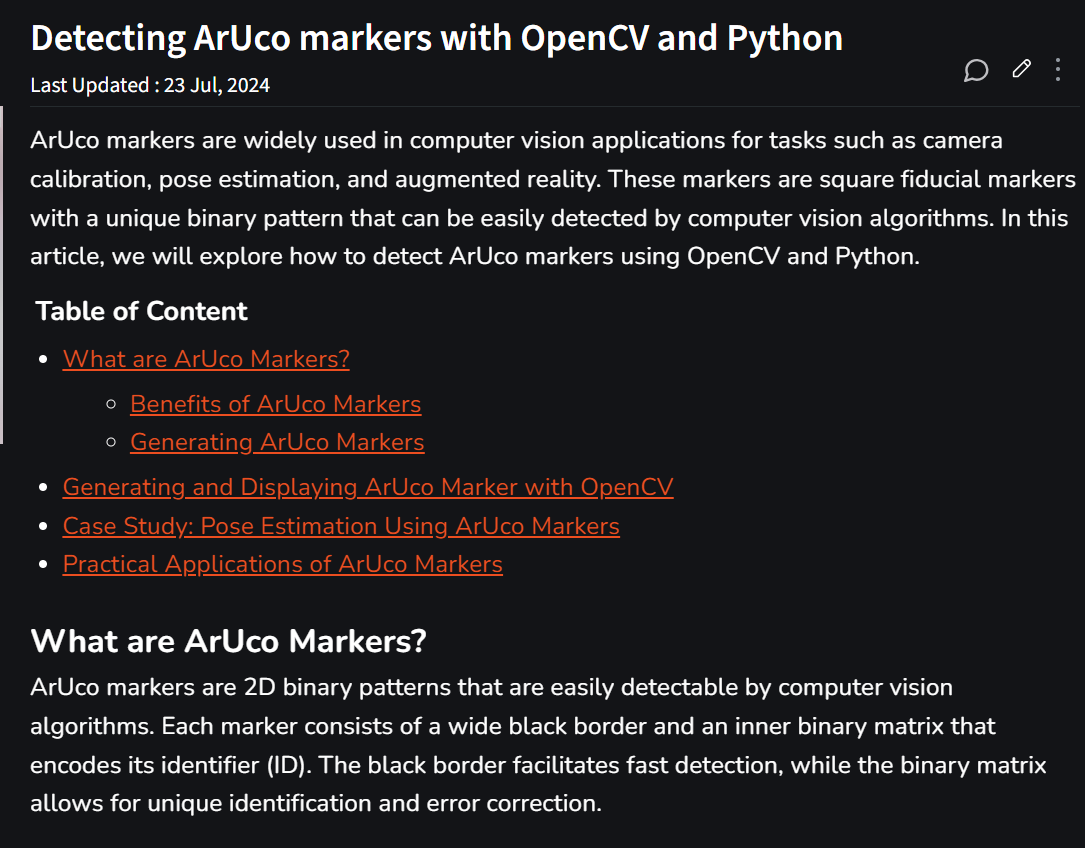 Detecting ArUco markers with OpenCV and Python
Last Updated : 23 Jul, 2024
ArUco markers are widely used in computer vision applications for tasks such as camera
calibration, pose estimation, and augmented reality. These markers are square fiducial markers
with a unique binary pattern that can be easily detected by computer vision algorithms. In this
article, we will explore how to detect ArUco markers using OpenCV and Python.
Table of Content
What are ArUco Markers?
Benefits of ArUco Markers
Generating ArUco Markers
Generating and Displaying ArUco Marker with OpenCV
Case Study: Pose Estimation Using ArUco Markers
Practical Applications of ArUco Markers
What are ArUco Markers?
ArUco markers are 2D binary patterns that are easily detectable by computer vision
algorithms. Each marker consists of a wide black border and an inner binary matrix that
encodes its identifier (ID). The black border facilitates fast detection, while the binary matrix
allows for unique identification and error correction.